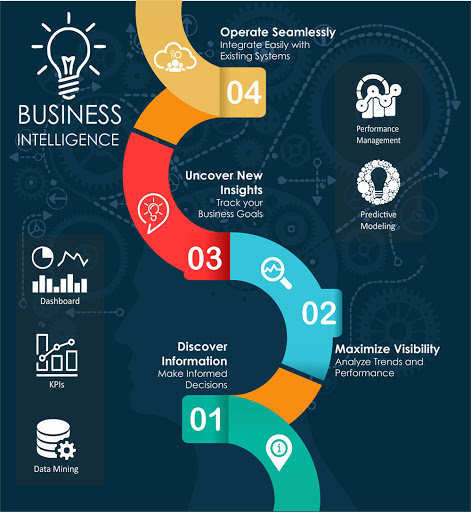 BUSINESS
INTELLIGENCE
Operate Seamlessly
Integrate Easily with
Existing Systems
04
Performance
Management
Predictive
Modeling
Uncover New
Insights
Track your
Business Goals
03
Dashboard
KPIs
Data Mining
02
Maximize Visibility
Analyze Trends and
Performance
Discover
Information
Make Informed
Decisions
01